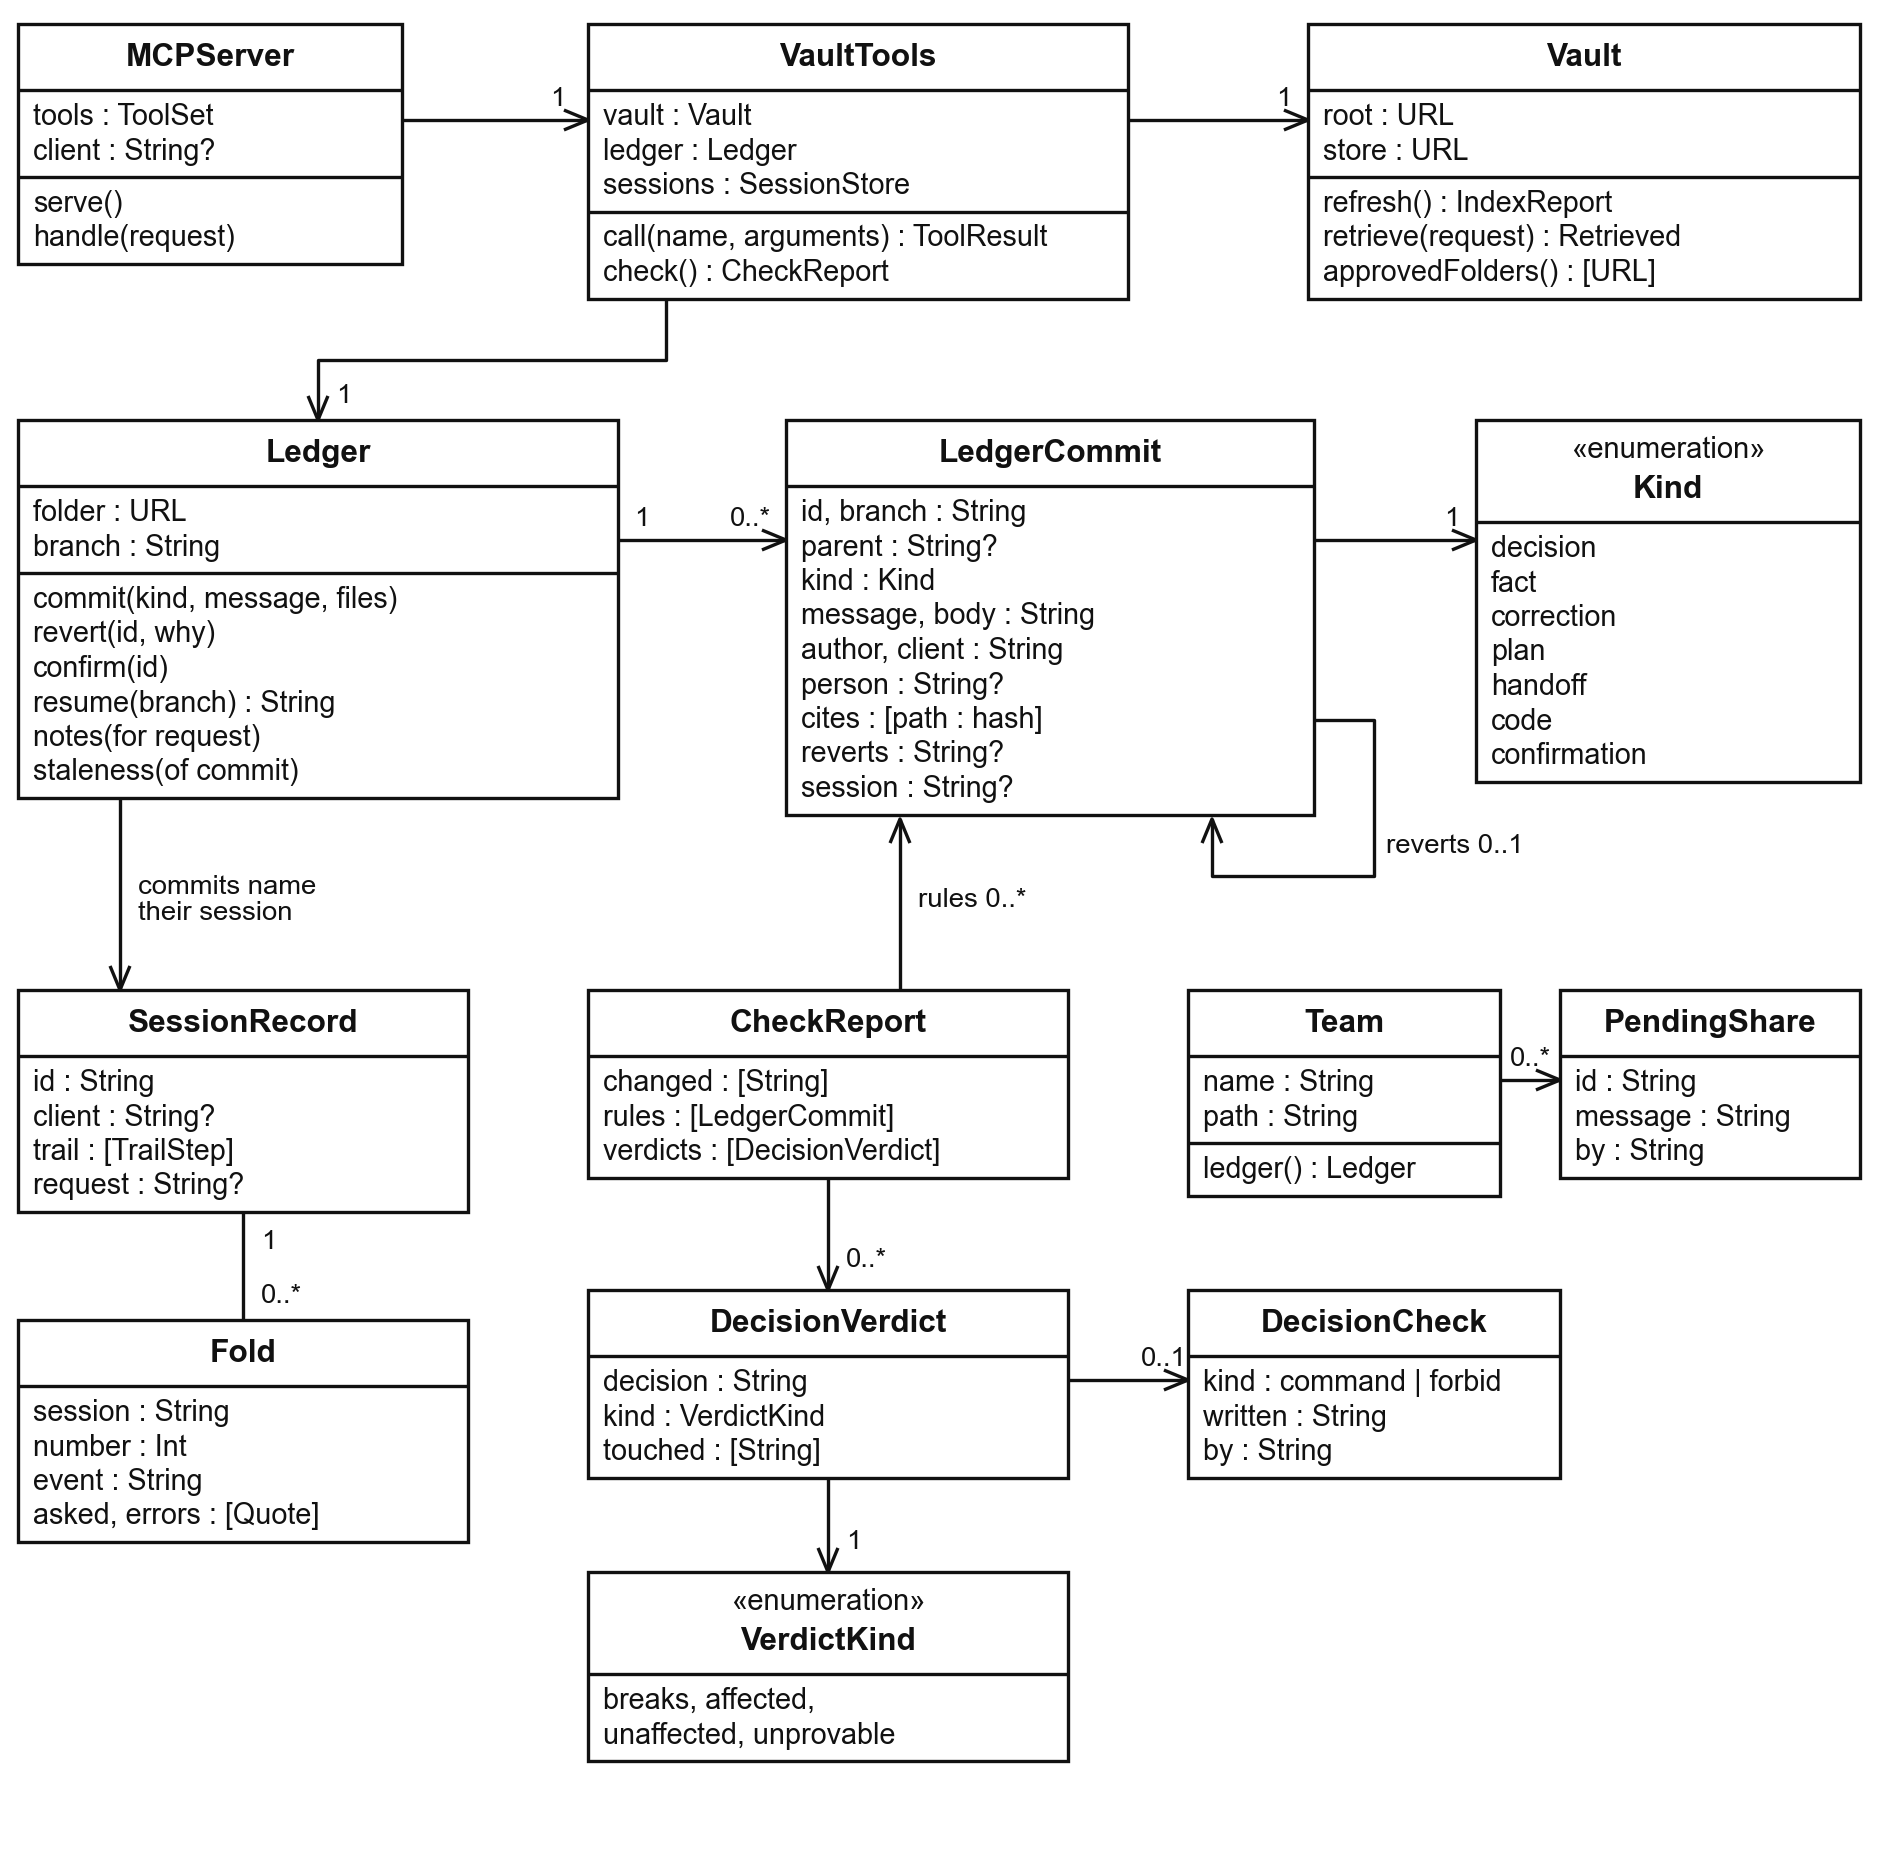 MCPServer
tools : ToolSet
client : String?
serve()
handle(request)
1
VaultTools
vault : Vault
ledger : Ledger
sessions : SessionStore
call(name, arguments) : ToolResult
check() : CheckReport
1
Vault
root : URL
store : URL
refresh() : IndexReport
retrieve(request) : Retrieved
approvedFolders() : [URL]
1
Ledger
folder : URL
branch : String
commit(kind, message, files)
revert(id, why)
confirm(id)
resume(branch) : String
notes(for request)
staleness(of commit)
1
0..*
LedgerCommit
id, branch : String
parent : String?
kind : Kind
message, body : String
author, client : String
person : String?
cites : [path : hash]
reverts : String?
session : String?
1
«enumeration»
Kind
decision
fact
correction
plan
handoff
code
confirmation
reverts 0..1
commits name
their session
rules 0..*
SessionRecord
id : String
client : String?
trail : [TrailStep]
request : String?
CheckReport
changed : [String]
rules : [LedgerCommit]
verdicts : [DecisionVerdict]
Team
name : String
path : String
ledger() : Ledger
0..*
PendingShare
id : String
message : String
by : String
1
0..*
Fold
session : String
number : Int
event : String
asked, errors : [Quote]
0..*
DecisionVerdict
decision : String
kind : VerdictKind
touched : [String]
0..1
DecisionCheck
kind : command | forbid
written : String
by : String
1
«enumeration»
VerdictKind
breaks, affected,
unaffected, unprovable